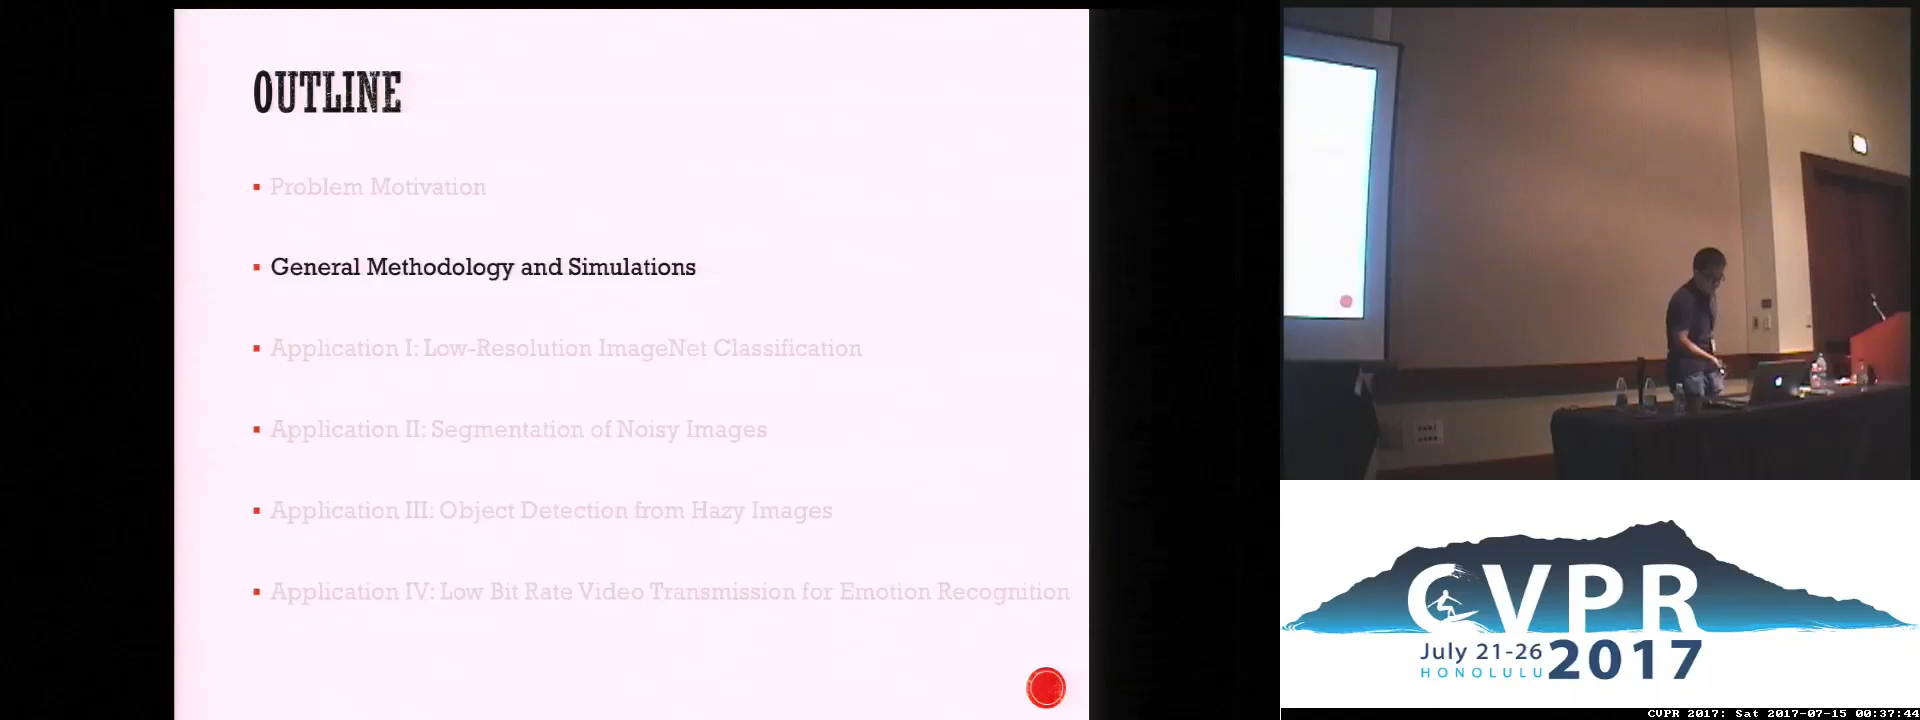 OUTLINE
Problem Motivation
General Methodology and Simulations
Application I: Low-Resolution ImageNet Classification
Application II: Segmentation of Noisy Images
Application III: Object Detection from Hazy Images
Application IV: Low Bit Rate Video Transmission for Emotion Recognition
CVPR
July 21-26
HONOLULU
2017
CVPR 2017: Sat 2017-07-15 00:37:44